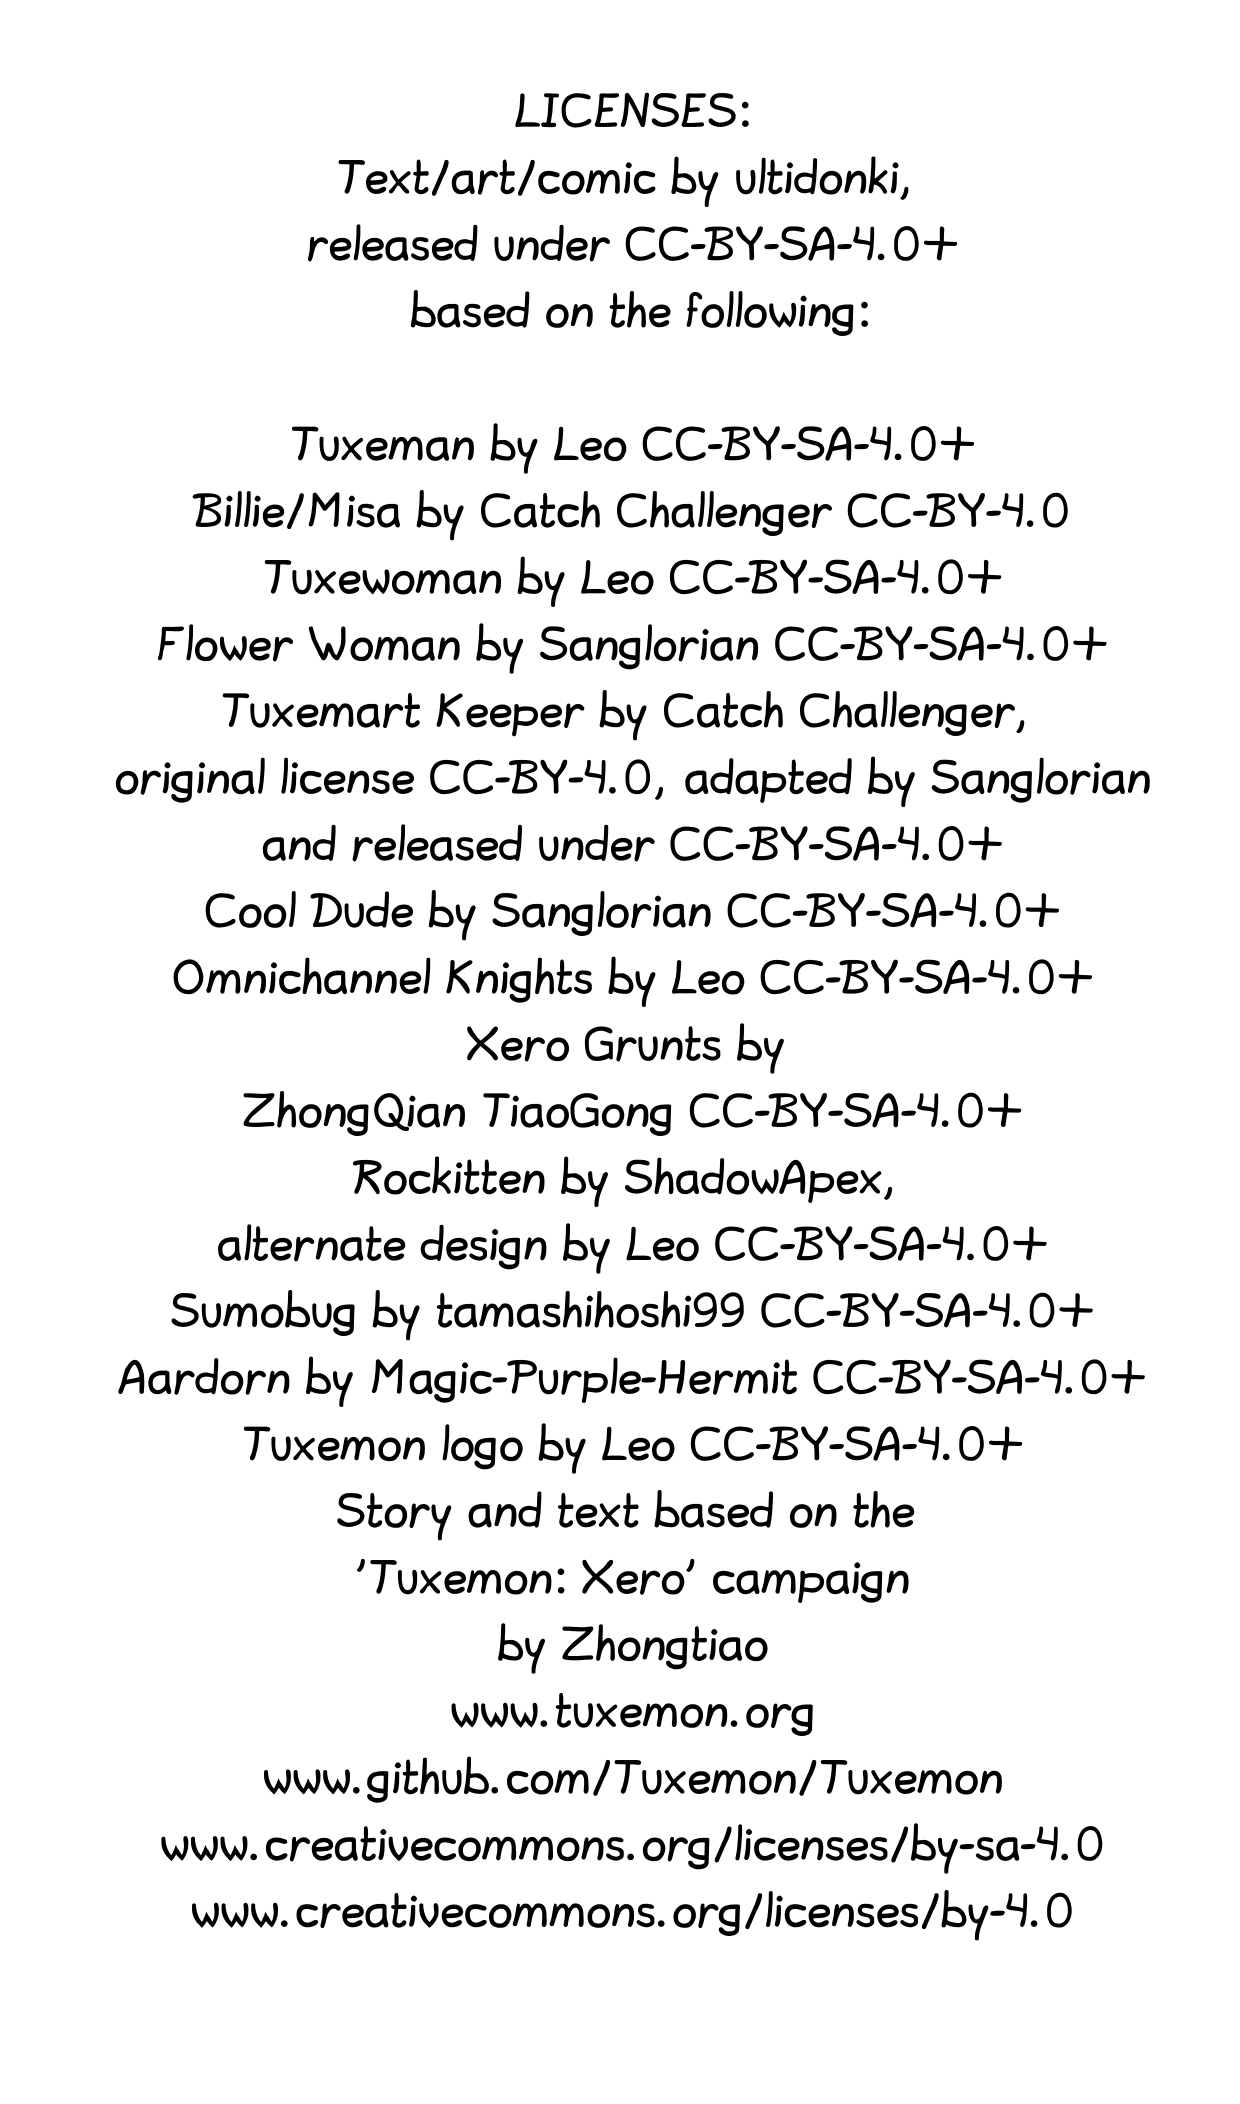 LICENSES:
Text/art/comic by ultidonki,
released under CC-BY-SA-4.0+
based on the following:
Tuxeman by Leo CC-BY-SA-4.0+
Billie/Misa by Catch Challenger CC-BY-4.0
Tuxewoman by Leo CC-BY-SA-4.0+
Flower Woman by Sanglorian CC-BY-SA-4.0+
Tuxemart Keeper by Catch Challenger,
original license CC-BY-4.0, adapted by Sanglorian
and released under CC-BY-SA-4.0+
Cool Dude by Sanglorian CC-BY-SA-4.0+
Omnichannel Knights by Leo CC-BY-SA-4.0+
Xero Grunts by
ZhongQian TiaoGong CC-BY-SA-4.0+
Rockitten by ShadowApex,
alternate design by Leo CC-BY-SA-4.0+
Sumobug by tamashihoshi99 CC-BY-SA-4.0+
Aardorn by Magic-Purple-Hermit CC-BY-SA-4.0+
Tuxemon logo by Leo CC-BY-SA-4.0+
Story and text based on the
'Tuxemon: Xero' campaign
by Zhongtiao
www.tuxemon.org
www.github.com/Tuxemon/Tuxemon
www.creativecommons.org/licenses/by-sa-4.0
www.creativecommons.org/licenses/by-4.0